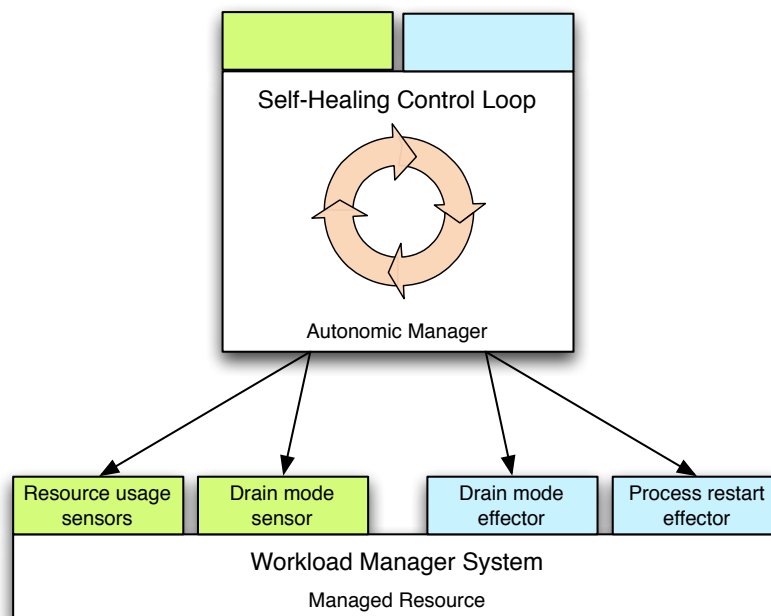 Self-Healing Control Loop
Autonomic Manager
Resource usage
sensors
Drain mode
sensor
Drain mode
effector
Process restart
effector
Workload Manager System
Managed Resource